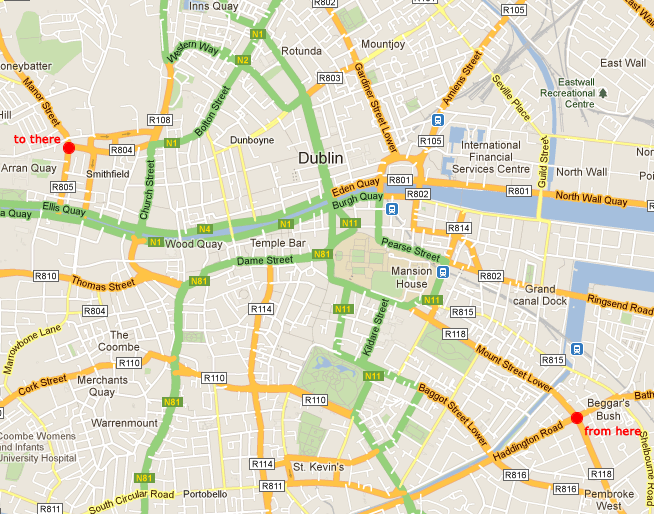 Inns Quay
R105
Rotunda
Mountjoy
R802
R105
N1
Western Way
N2
East Wall
oneybatter
R803
Gardiner Street Lower
Amiens Street
Seville Place
Eastwall
Recreational
Centre
Manor Street
Hill
Bolton Street
to there
R108
R804
N1
Dunboyne
R105
International
Financial
Services Centre
Guild Street
Dublin
Arran Quay
Smithfield
R805
Church Street
Eden Quay
R801
R802
R801
North Wall
North Wall Quay
Burgh Quay
Ellis Quay
a Quay
N4
N1
N11
R814
N1
Wood Quay
Temple Bar
Pearse Street
Dame Street
N81
Mansion
House
R810
Thomas Street
N81
R802
Grand
canal Dock
Ringsend Road
R804
R114
N11
N11
R815
R118
Kildare Street
Marrowbone Lane
The
Coombe
R110
Mount Street Lower
R815
Cork Street
Merchants
Quay
R110
N11
Baggot Street Lower
Beggar's
Bush
Bath
N81
R110
from here
Warrenmount
Haddington Road
Shelbourne Road
Coombe Womens
and Infants
University Hospital
R114
St. Kevin's
R816
R118
R816
R811
South Circular Road
Portobello
R811
Pembroke
West